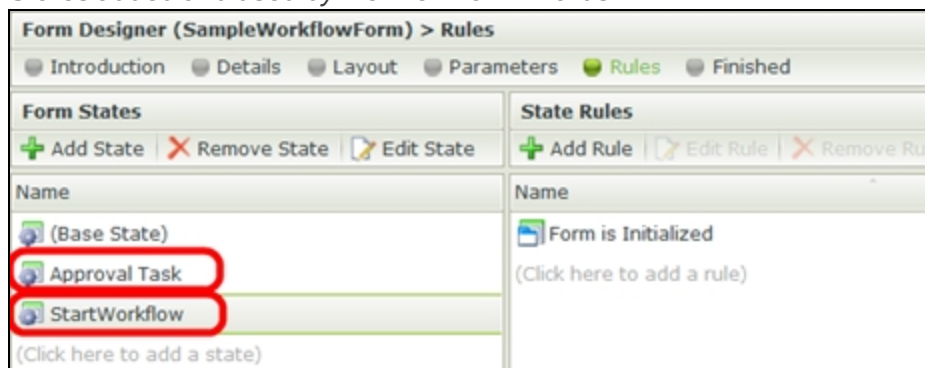 Form Designer (SampleWorkflowForm) > Rules
Introduction Details Layout Parameters Rules Finished
Form States
State Rules
Add State Remove State Edit State
Add Rule Edit Rule Remove Ru
Name
Name
(Base State)
Form is Initialized
Approval Task
(Click here to add a rule)
StartWorkflow
(Click here to add a state)